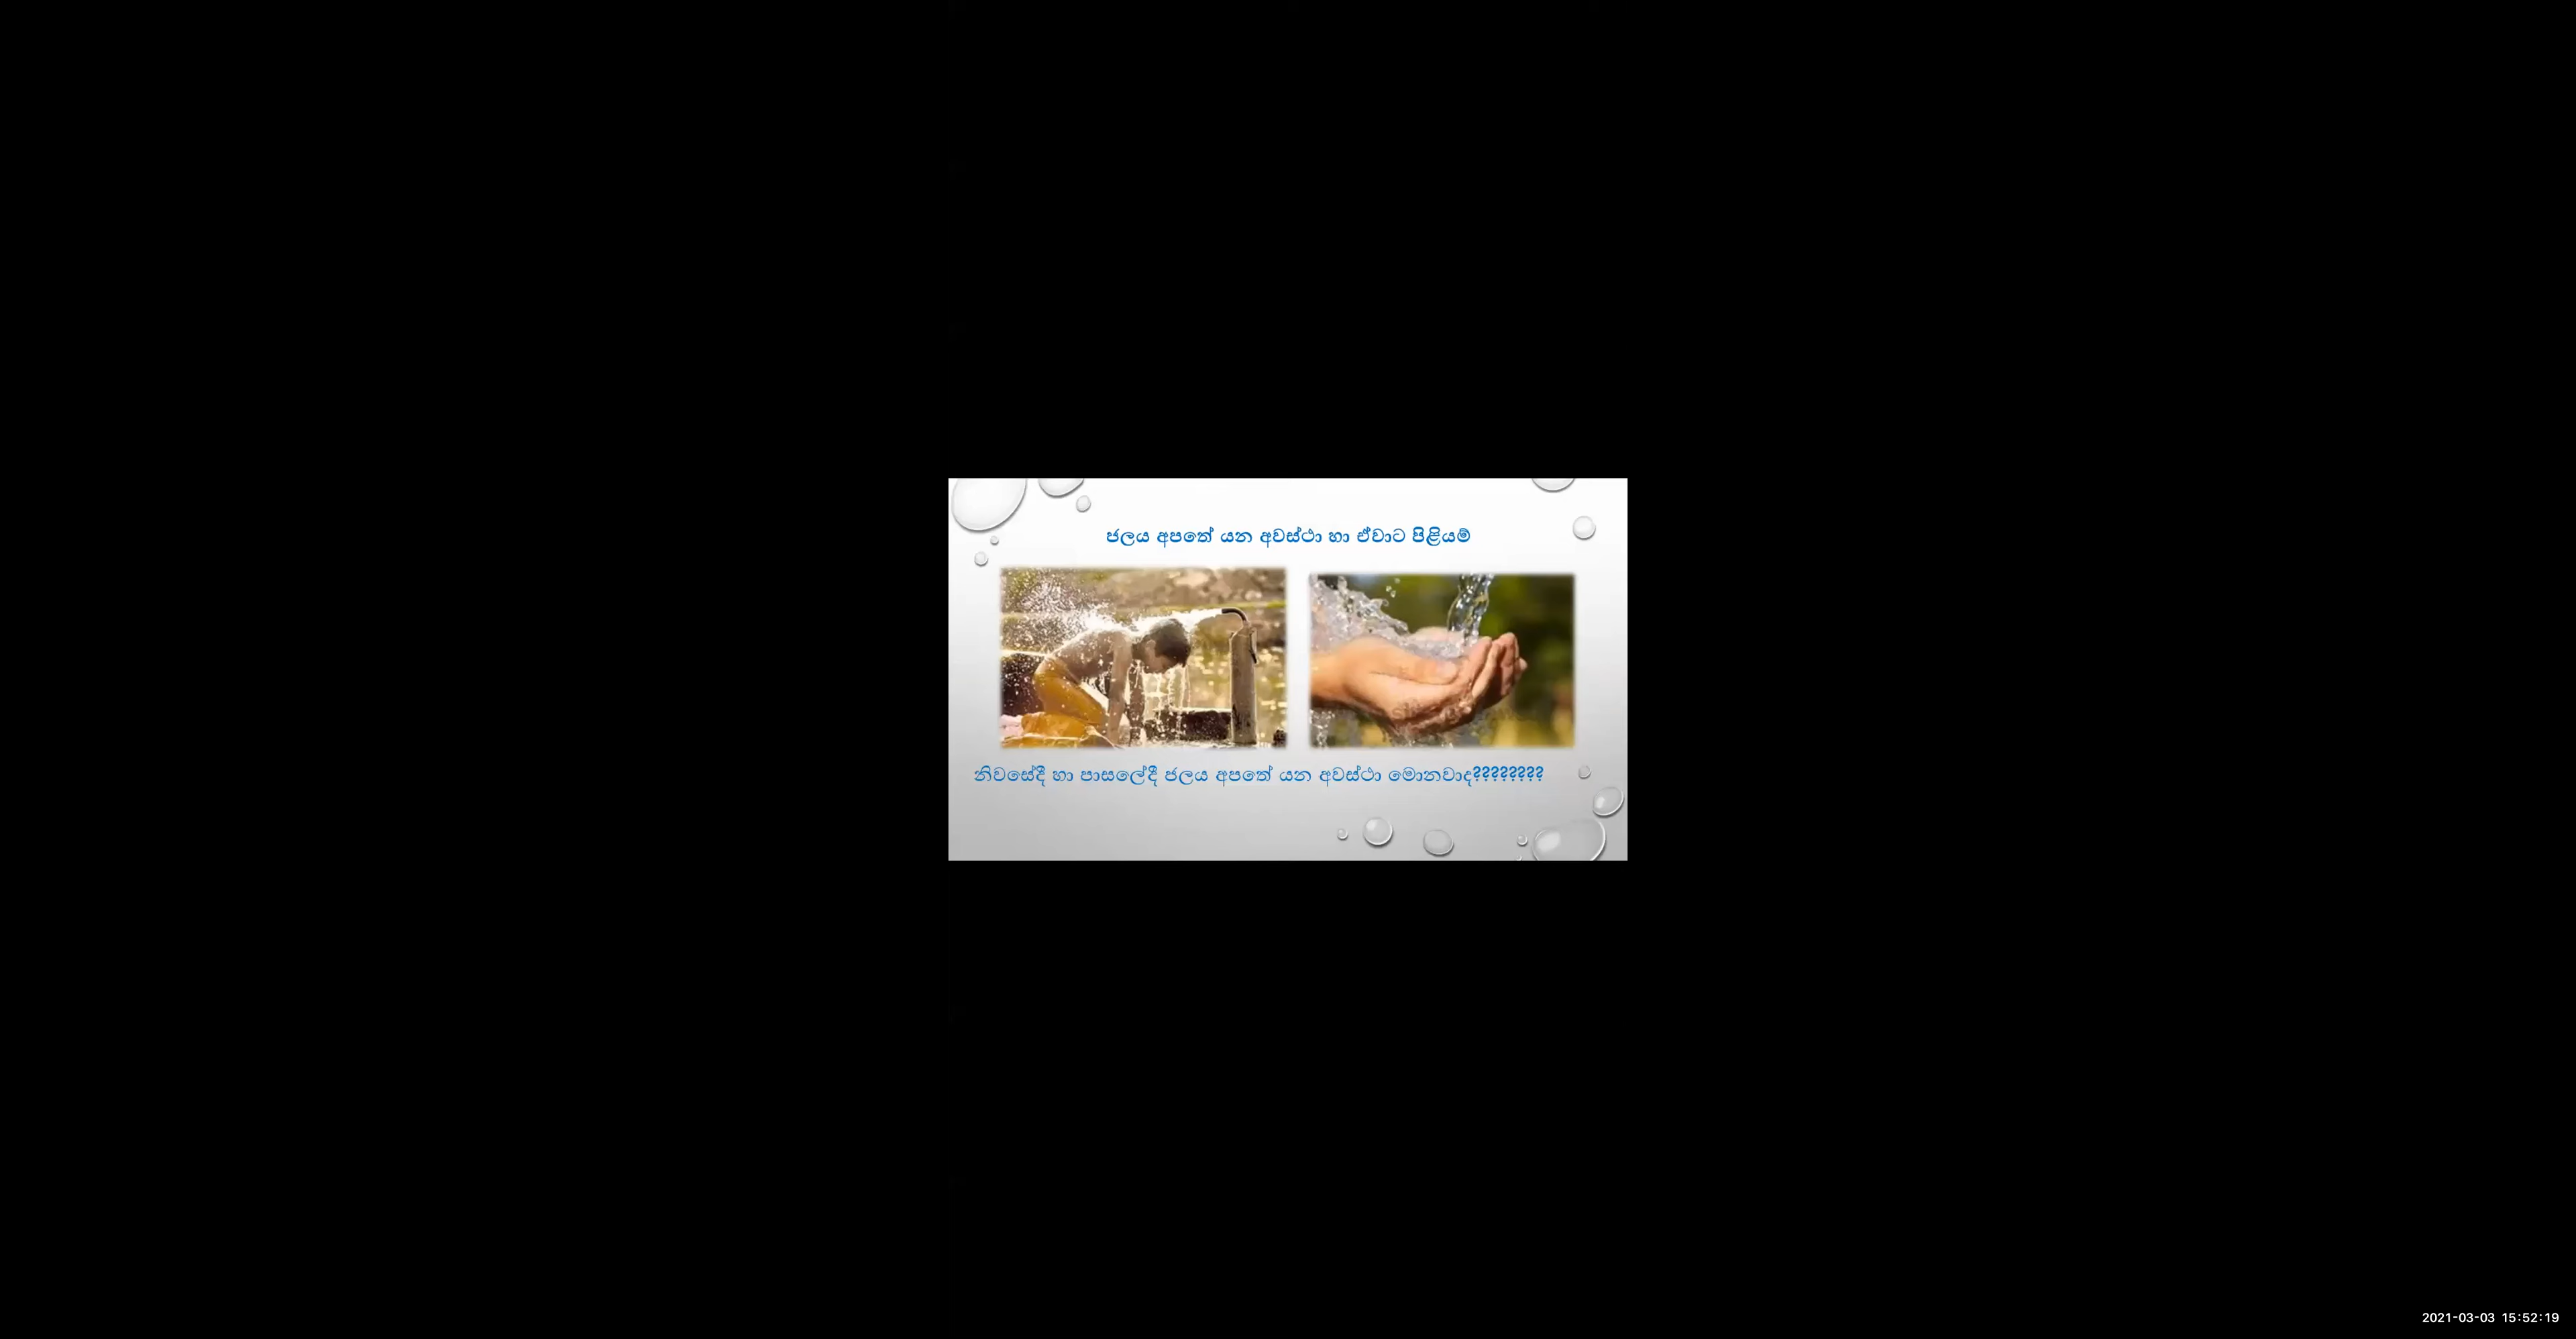 ජලය අපතේ යන අවස්ථා හා ඒවාට පිළියම්
නිවසේදී හා පාසලේදී ජලය අපතේ යන අවස්ථා මොනවාද????????
2021-03-03 15:52:19